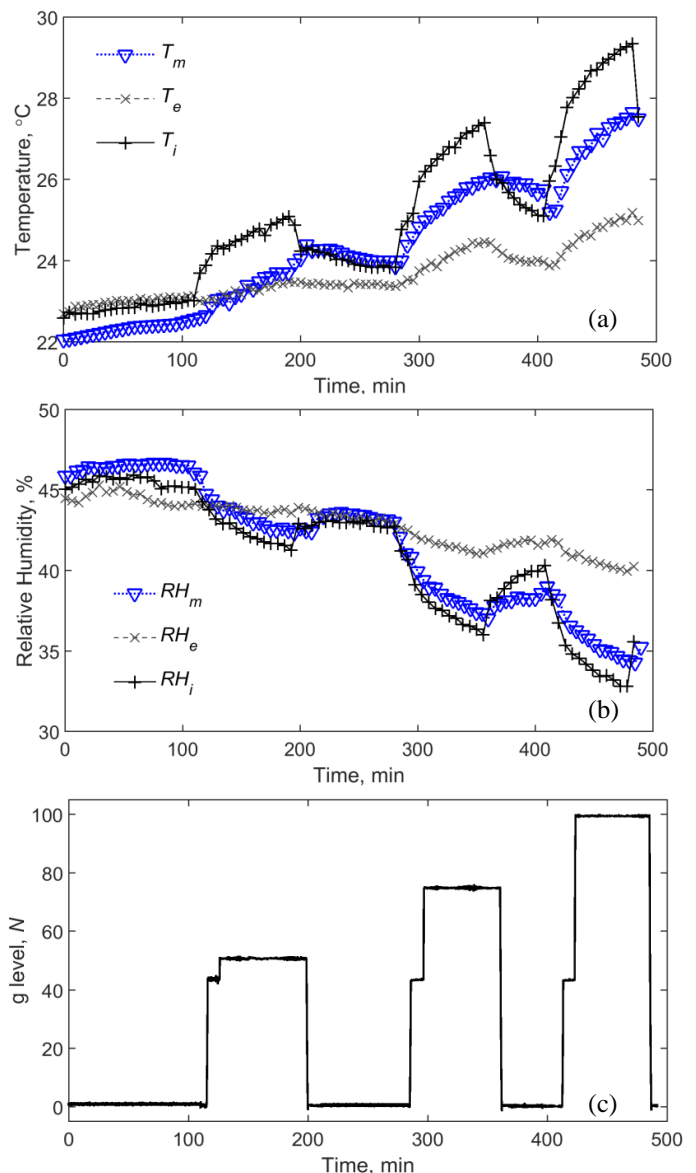 30
28
26
24
22
Temperature, °C
T_m
T_e
T_i
(a)
0 100 200 300 400 500
Time, min
50
45
40
35
30
Relative Humidity, %
RH_m
RH_e
RH_i
(b)
0 100 200 300 400 500
Time, min
100
80
60
40
20
0
g level, N
(c)
0 100 200 300 400 500
Time, min